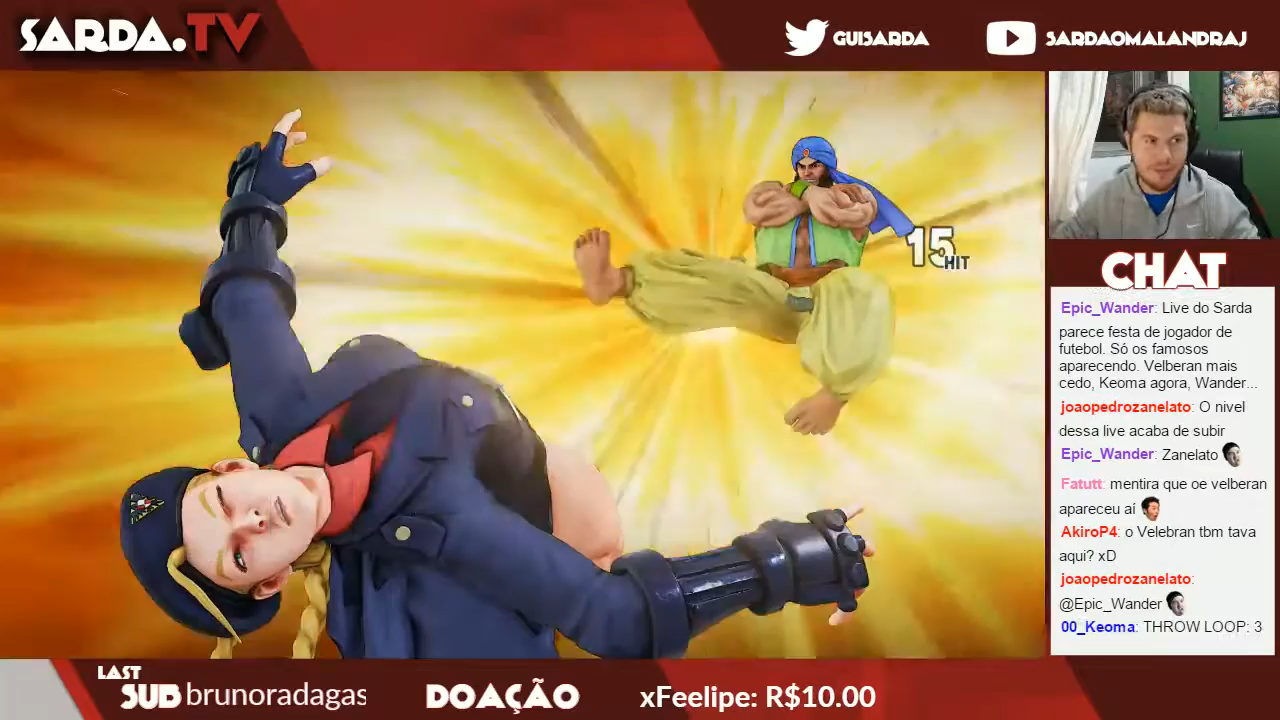 SARDA.TV
GUISARDA
SARDAOMALANDRAJ
15 HIT
CHAT
Epic_Wander: Live do Sarda
parece festa de jogador de
futebol. Só os famosos
aparecendo. Velberan mais
cedo, Keoma agora, Wander...
joaopedrozanelato: O nivel
dessa live acaba de subir
Epic_Wander: Zanelato
Fatutt: mentira que oe velberan
apareceu aí
AkiroP4: o Velebran tbm tava
aqui? xD
joaopedrozanelato:
@Epic_Wander
00_Keoma: THROW LOOP: 3
LAST
SUB brunoradagas
DOAÇÃO
xFeelipe: R$10.00